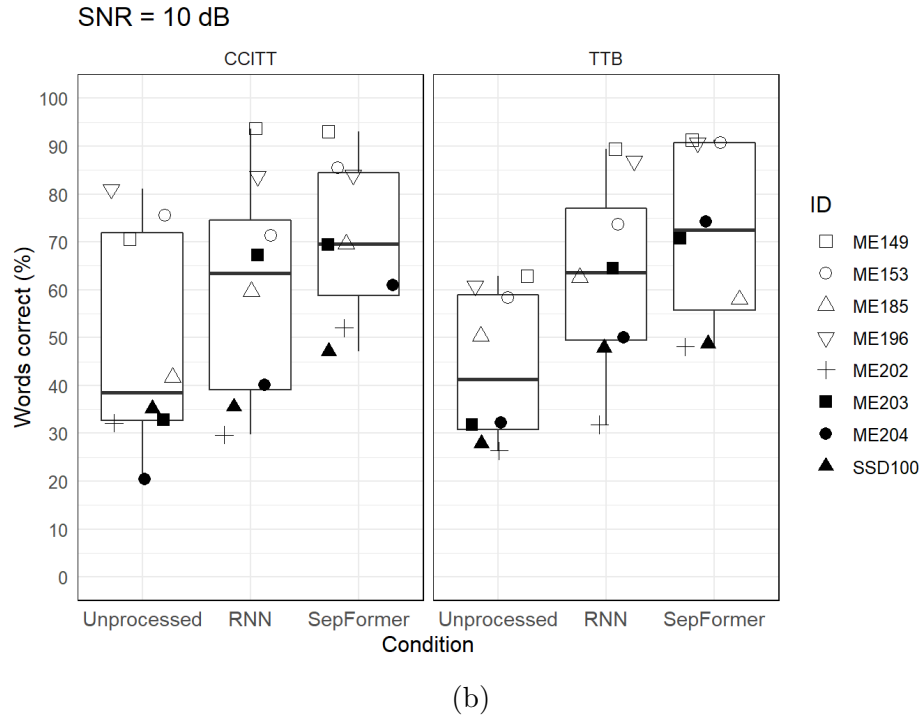 SNR = 10 dB
CCITT
TTB
Words correct (%)
100
90
80
70
60
50
40
30
20
10
0
Unprocessed RNN SepFormer
Unprocessed RNN SepFormer
Condition
ID
ME149
ME153
ME185
ME196
ME202
ME203
ME204
SSD100
(b)